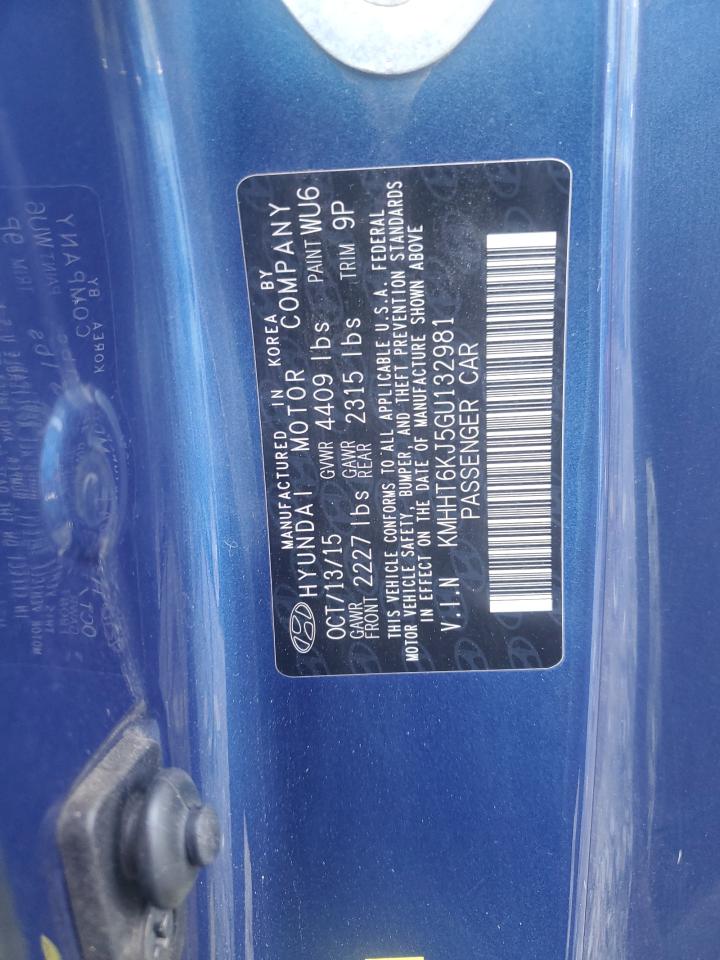 MANUFACTURED IN KOREA BY
HYUNDAI MOTOR COMPANY
OCT/13/15 GVWR 4409 lbs PAINT WU6
GAWR FRONT 2227 lbs GAWR REAR 2315 lbs TRIM 9P
THIS VEHICLE CONFORMS TO ALL APPLICABLE U.S.A. FEDERAL
MOTOR VEHICLE SAFETY, BUMPER, AND THEFT PREVENTION STANDARDS
IN EFFECT ON THE DATE OF MANUFACTURE SHOWN ABOVE
V.I.N KMHHT6KJ5GU132981
PASSENGER CAR